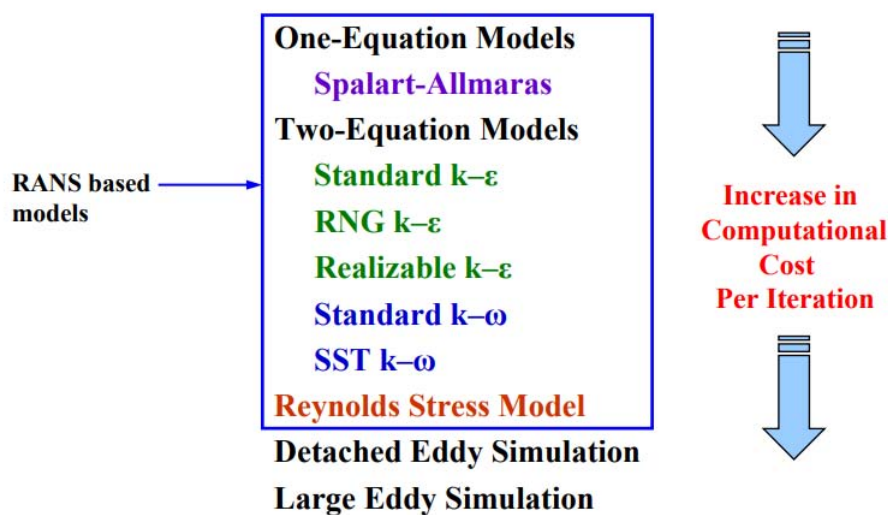 One-Equation Models
Spalart-Allmaras
Two-Equation Models
Standard k–ε
RNG k–ε
Realizable k–ε
Standard k–ω
SST k–ω
Reynolds Stress Model
Detached Eddy Simulation
Large Eddy Simulation
RANS based
models
Increase in
Computational
Cost
Per Iteration